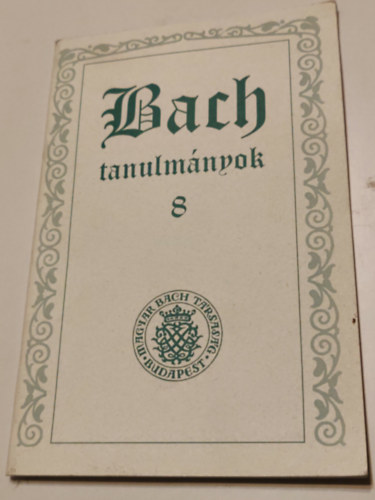 Bach
tanulmányok
8
MAGYAR BACH TÁRSASÁG
· BUDAPEST ·